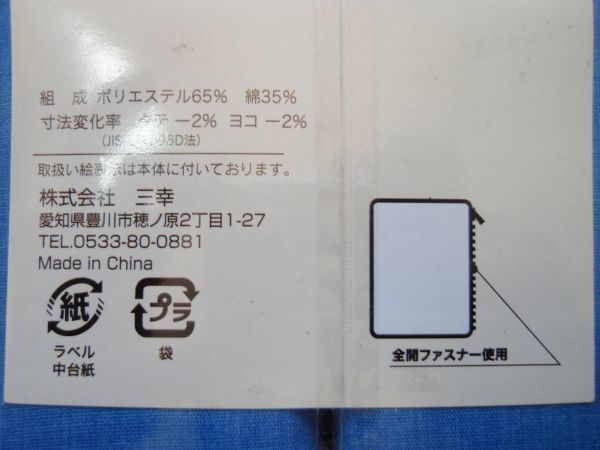 組 成 ポリエステル65% 綿35%
寸法変化率 タテ ー2% ヨコ ー2%
取扱い絵表示は本体に付いております。
株式会社 三幸
愛知県豊川市穂ノ原2丁目1-27
TEL.0533-80-0881
Made in China
紙
プラ
ラベル
中台紙
袋
全開ファスナー使用